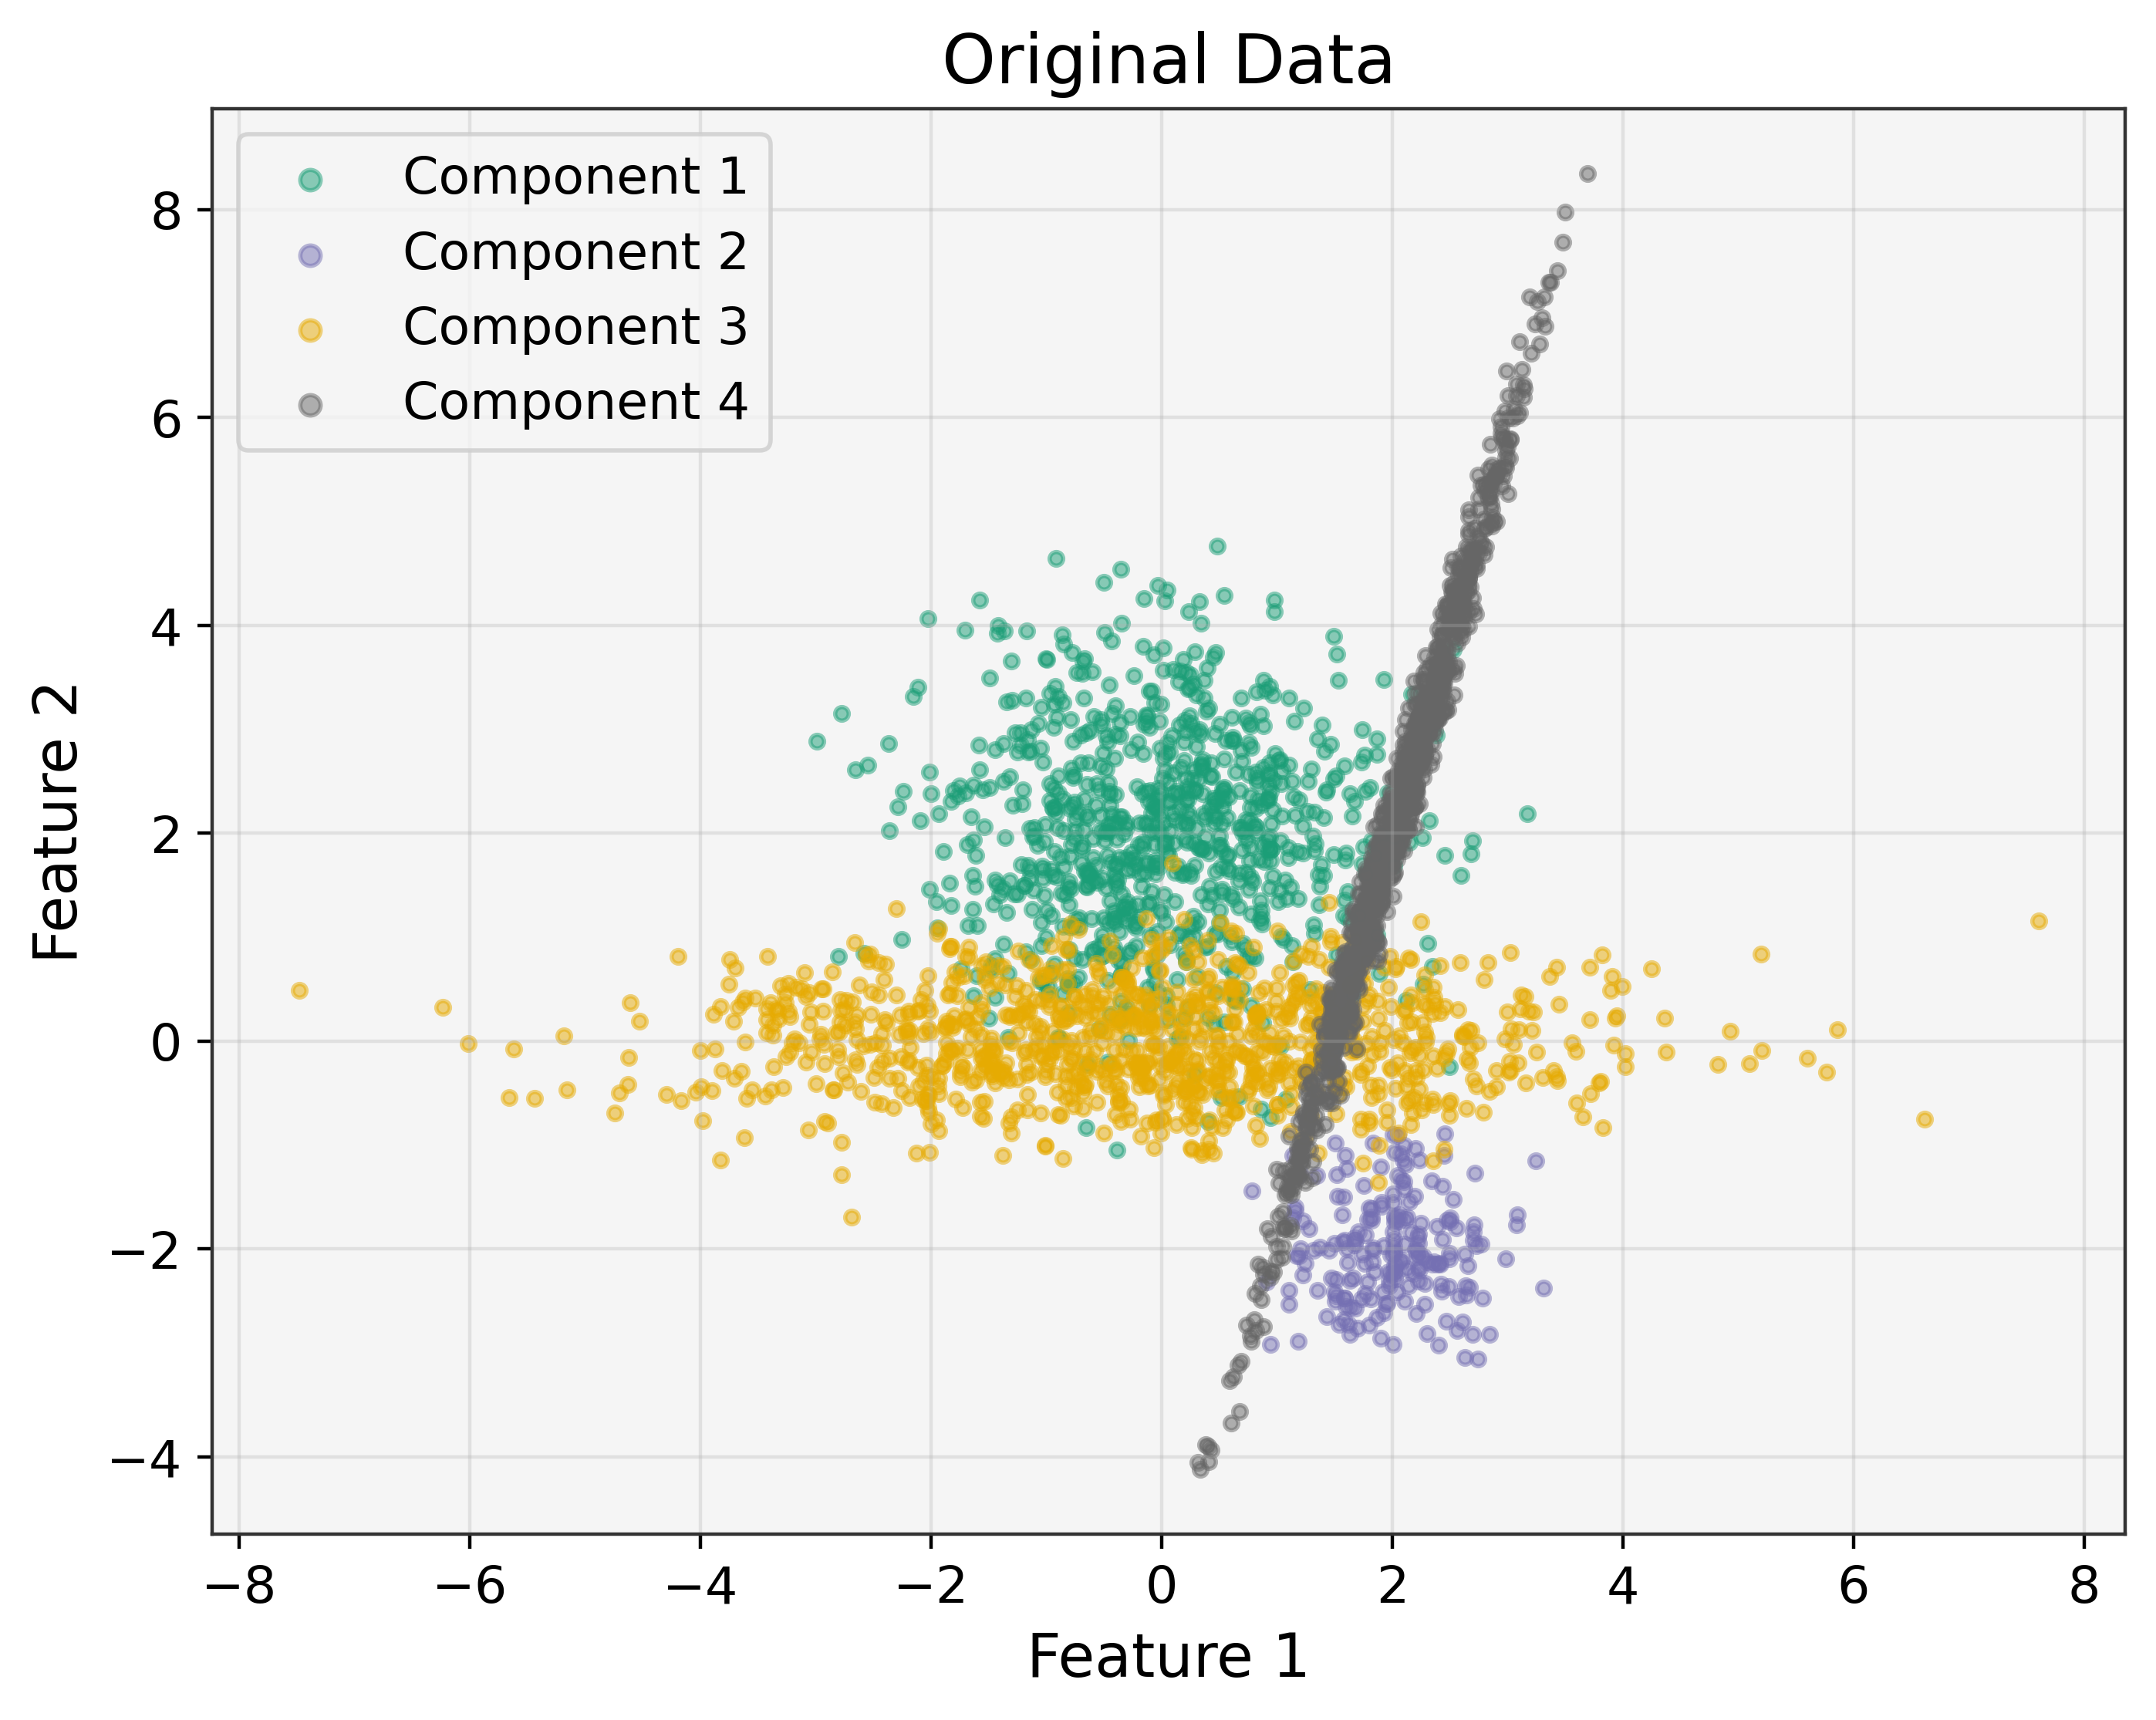 Original Data
Component 1
Component 2
Component 3
Component 4
8
6
4
2
0
−2
−4
Feature 2
−8 −6 −4 −2 0 2 4 6 8
Feature 1